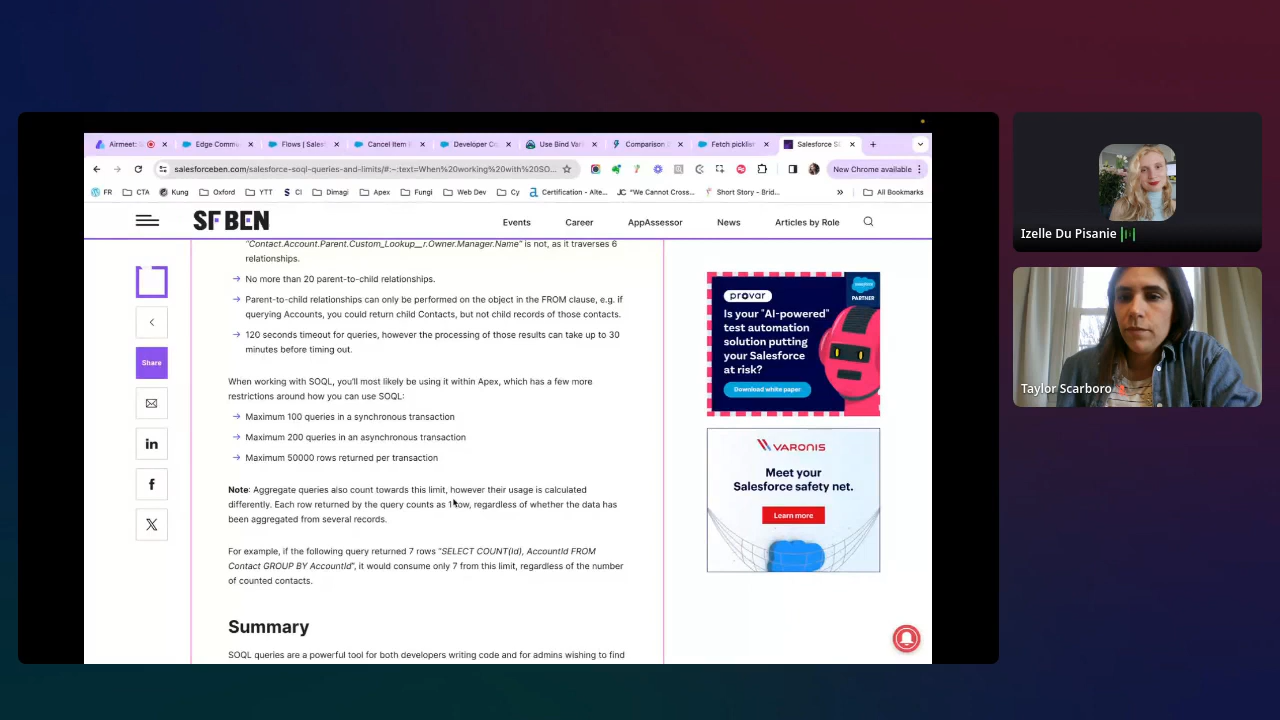 Airmeet:
Edge Commu
Flows | Sales
Cancel Item
Developer Co
Use Bind Var
Comparison
Fetch picklis
Salesforce S
salesforceben.com/salesforce-soql-queries-and-limits/#:~:text=When%20working%20with%20SO...
New Chrome available
FR
CTA
Kung
Oxford
YTT
CI
Dimagi
Apex
Fungi
Web Dev
Cy
Certification - Alte...
JC "We Cannot Cross...
Short Story - Brid...
»
All Bookmarks
SF BEN
Events
Career
AppAssessor
News
Articles by Role
"Contact.Account.Parent.Custom_Lookup__r.Owner.Manager.Name" is not, as it traverses 6
relationships.
→ No more than 20 parent-to-child relationships.
→ Parent-to-child relationships can only be performed on the object in the FROM clause, e.g. if
querying Accounts, you could return child Contacts, but not child records of those contacts.
→ 120 seconds timeout for queries, however the processing of those results can take up to 30
minutes before timing out.
When working with SOQL, you'll most likely be using it within Apex, which has a few more
restrictions around how you can use SOQL:
→ Maximum 100 queries in a synchronous transaction
→ Maximum 200 queries in an asynchronous transaction
→ Maximum 50000 rows returned per transaction
Note: Aggregate queries also count towards this limit, however their usage is calculated
differently. Each row returned by the query counts as 1 row, regardless of whether the data has
been aggregated from several records.
For example, if the following query returned 7 rows "SELECT COUNT(Id), AccountId FROM
Contact GROUP BY AccountId", it would consume only 7 from this limit, regardless of the number
of counted contacts.
Summary
SOQL queries are a powerful tool for both developers writing code and for admins wishing to find
Share
in
f
X
provar
salesforce
PARTNER
Is your "AI-powered"
test automation
solution putting
your Salesforce
at risk?
Download white paper
VARONIS
Meet your
Salesforce safety net.
Learn more
Izelle Du Pisanie
Taylor Scarboro